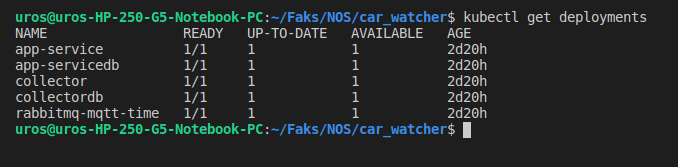 uros@uros-HP-250-G5-Notebook-PC:~/Faks/NOS/car_watcher$ kubectl get deployments
NAME READY UP-TO-DATE AVAILABLE AGE
app-service 1/1 1 1 2d20h
app-servicedb 1/1 1 1 2d20h
collector 1/1 1 1 2d20h
collectordb 1/1 1 1 2d20h
rabbitmq-mqtt-time 1/1 1 1 2d20h
uros@uros-HP-250-G5-Notebook-PC:~/Faks/NOS/car_watcher$